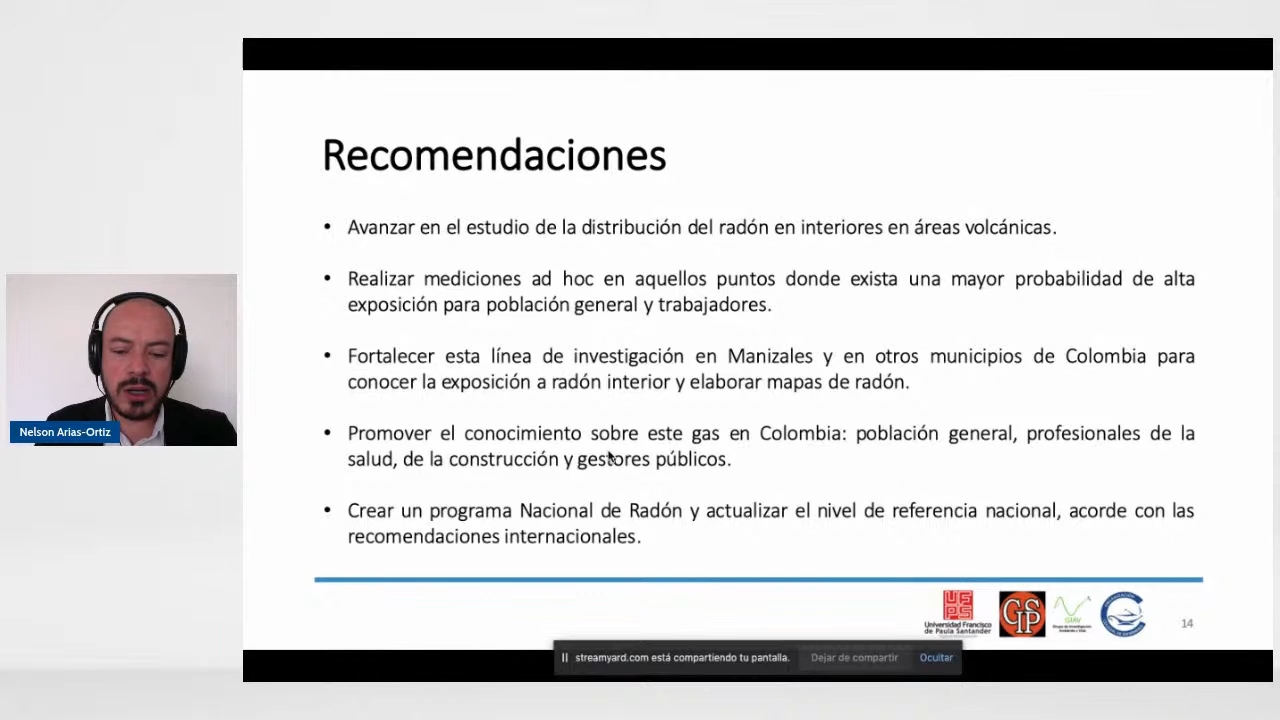 Recomendaciones
• Avanzar en el estudio de la distribución del radón en interiores en áreas volcánicas.
• Realizar mediciones ad hoc en aquellos puntos donde exista una mayor probabilidad de alta
exposición para población general y trabajadores.
• Fortalecer esta línea de investigación en Manizales y en otros municipios de Colombia para
conocer la exposición a radón interior y elaborar mapas de radón.
• Promover el conocimiento sobre este gas en Colombia: población general, profesionales de la
salud, de la construcción y gestores públicos.
• Crear un programa Nacional de Radón y actualizar el nivel de referencia nacional, acorde con las
recomendaciones internacionales.
Nelson Arias-Ortiz
UFPS
Universidad Francisco
de Paula Santander
GIAV
14
streamyard.com está compartiendo tu pantalla.
Dejar de compartir
Ocultar